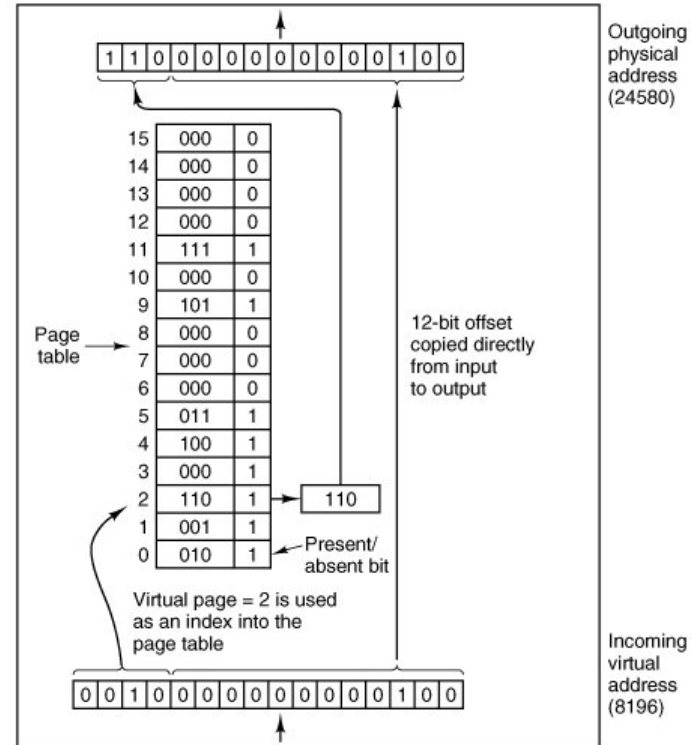 Outgoing
physical
address
(24580)
1 1 0 0 0 0 0 0 0 0 0 0 1 0 0
15 000 0
14 000 0
13 000 0
12 000 0
11 111 1
10 000 0
9 101 1
8 000 0
7 000 0
6 000 0
5 011 1
4 100 1
3 000 1
2 110 1 110
1 001 1
0 010 1
Page
table
12-bit offset
copied directly
from input
to output
Present/
absent bit
Virtual page = 2 is used
as an index into the
page table
0 0 1 0 0 0 0 0 0 0 0 0 0 1 0 0
Incoming
virtual
address
(8196)